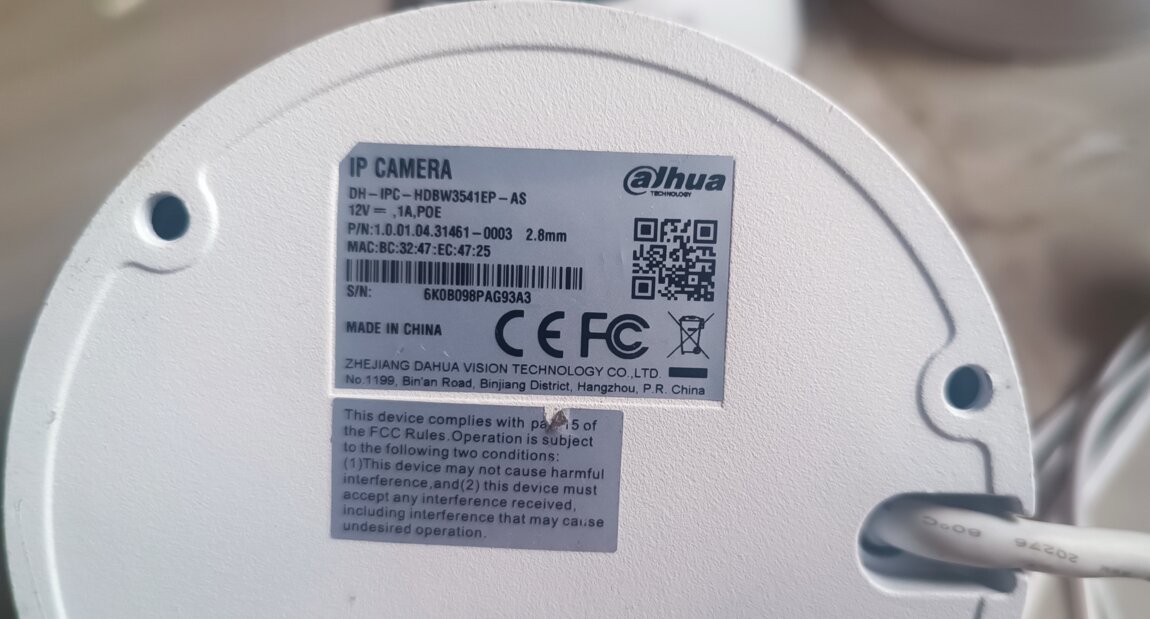 IP CAMERA
alhua
TECHNOLOGY
DH-IPC-HDBW3541EP-AS
12V⎓,1A,POE
P/N:1.0.01.04.31461-0003 2.8mm
MAC:BC:32:47:EC:47:25
S/N: 6K0B098PAG93A3
MADE IN CHINA
CE FC
ZHEJIANG DAHUA VISION TECHNOLOGY CO.,LTD.
No.1199, Bin'an Road, Binjiang District, Hangzhou, P.R. China
This device complies with pa 15 of
the FCC Rules.Operation is subject
to the following two conditions:
(1)This device may not cause harmful
interference,and(2) this device must
accept any interference received,
including interference that may cause
undesired operation.
60°C 20276